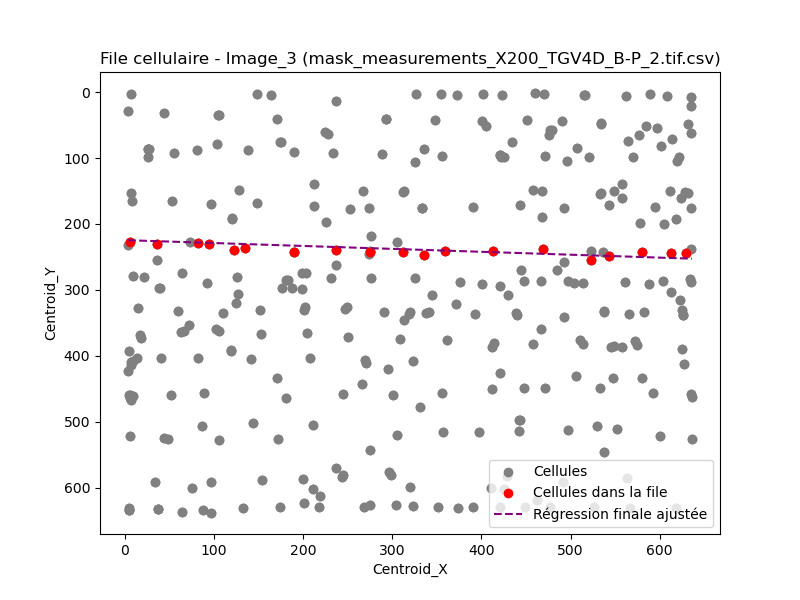 File cellulaire - Image_3 (mask_measurements_X200_TGV4D_B-P_2.tif.csv)
Centroid_Y
0
100
200
300
400
500
600
Cellules
Cellules dans la file
Régression finale ajustée
0 100 200 300 400 500 600
Centroid_X